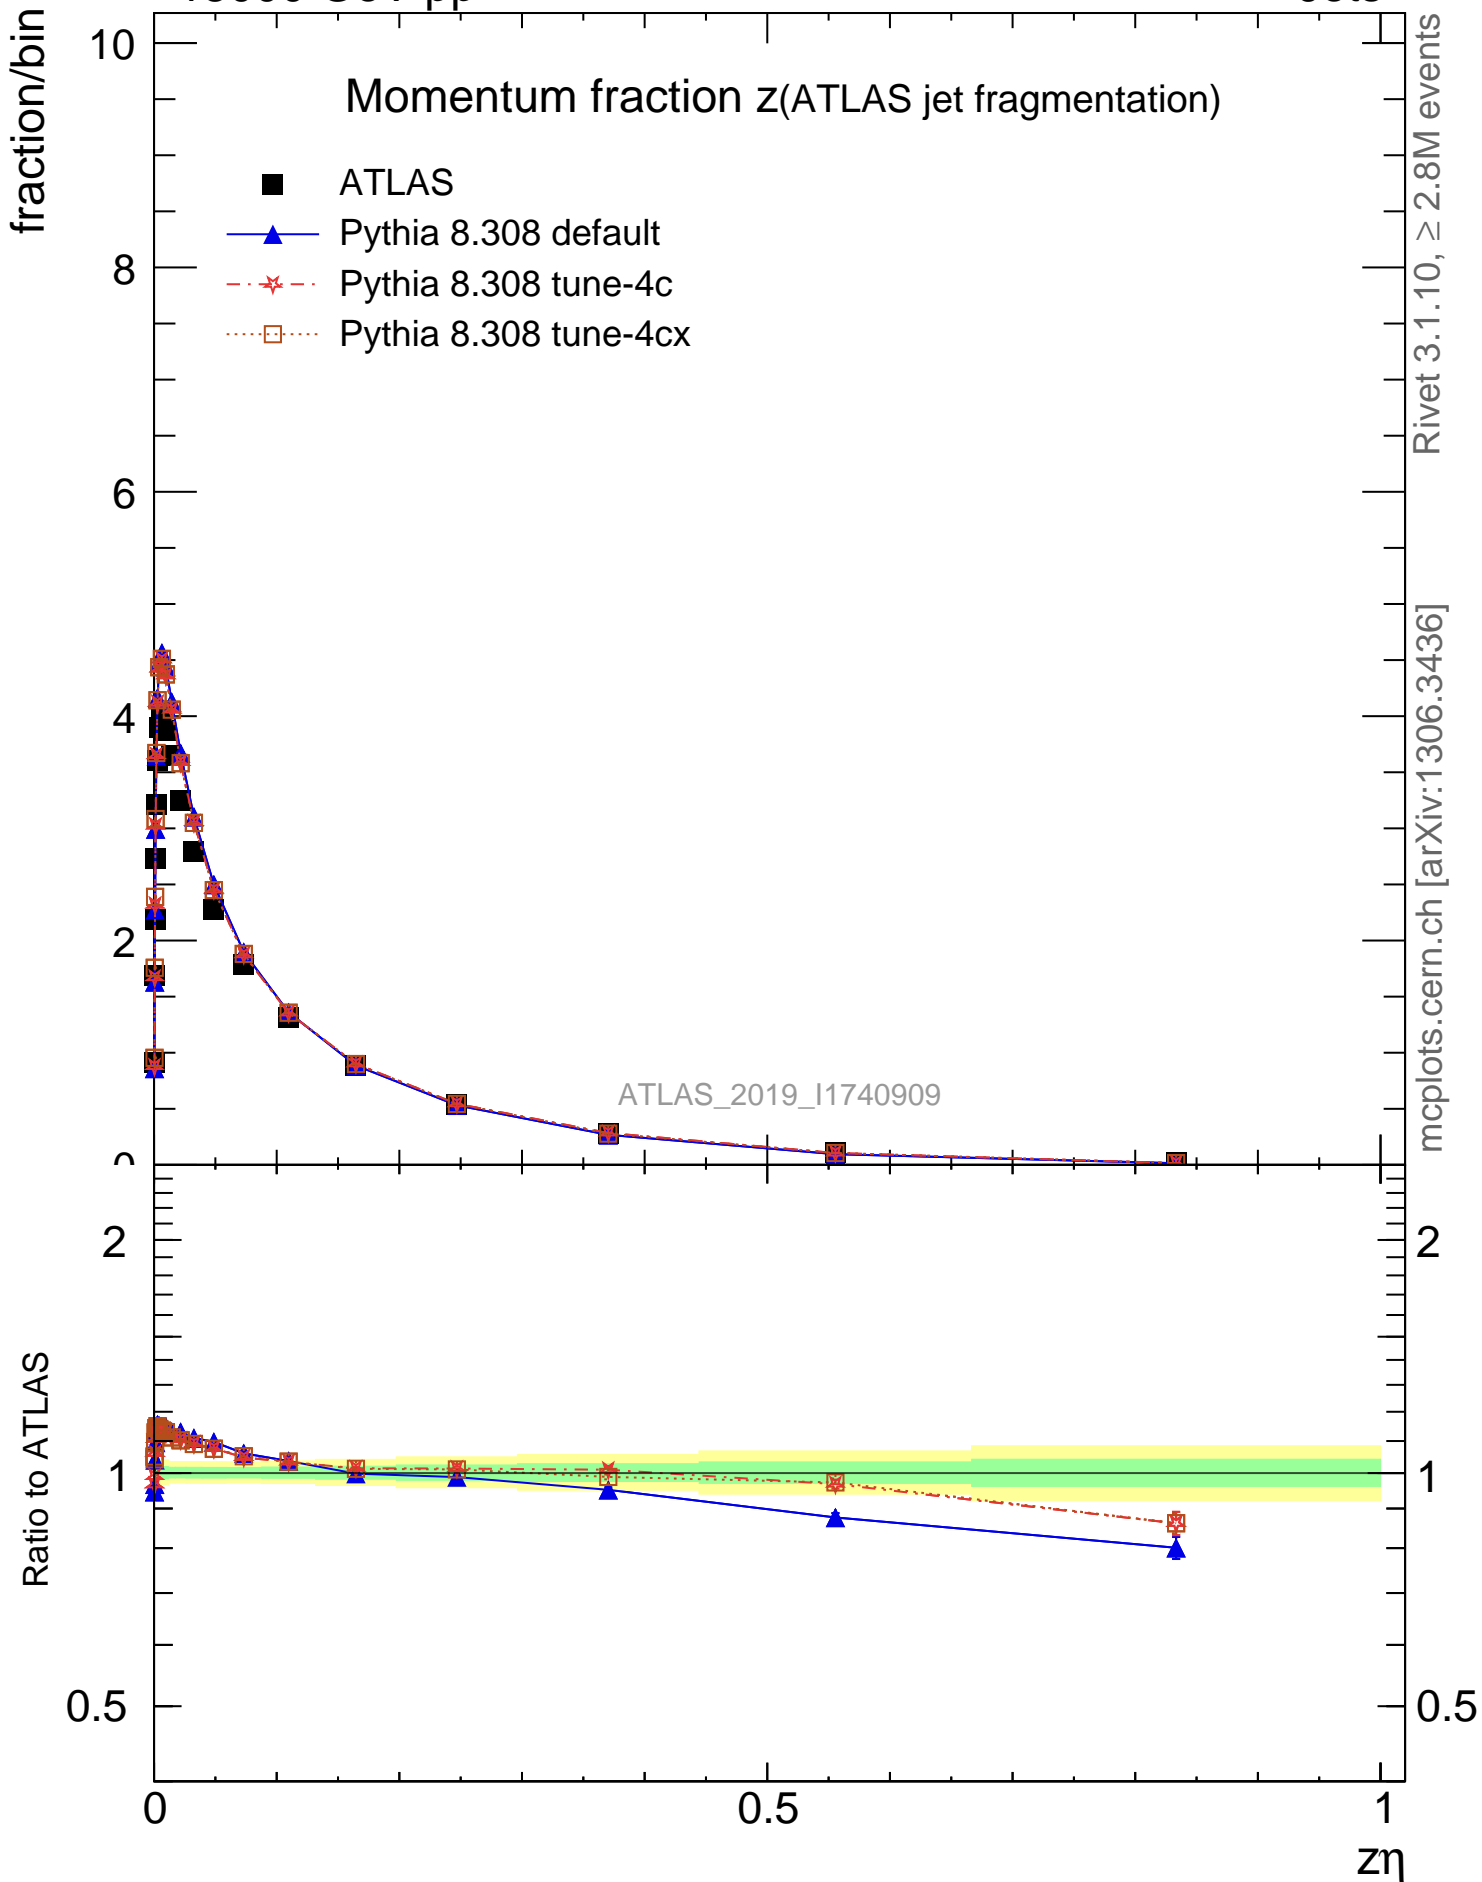 fraction/bin
Momentum fraction z(ATLAS jet fragmentation)
ATLAS
Pythia 8.308 default
Pythia 8.308 tune-4c
Pythia 8.308 tune-4cx
10
8
6
4
2
0
ATLAS_2019_I1740909
Rivet 3.1.10, ≥ 2.8M events
mcplots.cern.ch [arXiv:1306.3436]
Ratio to ATLAS
2
1
0.5
2
1
0.5
0
0.5
1
zη